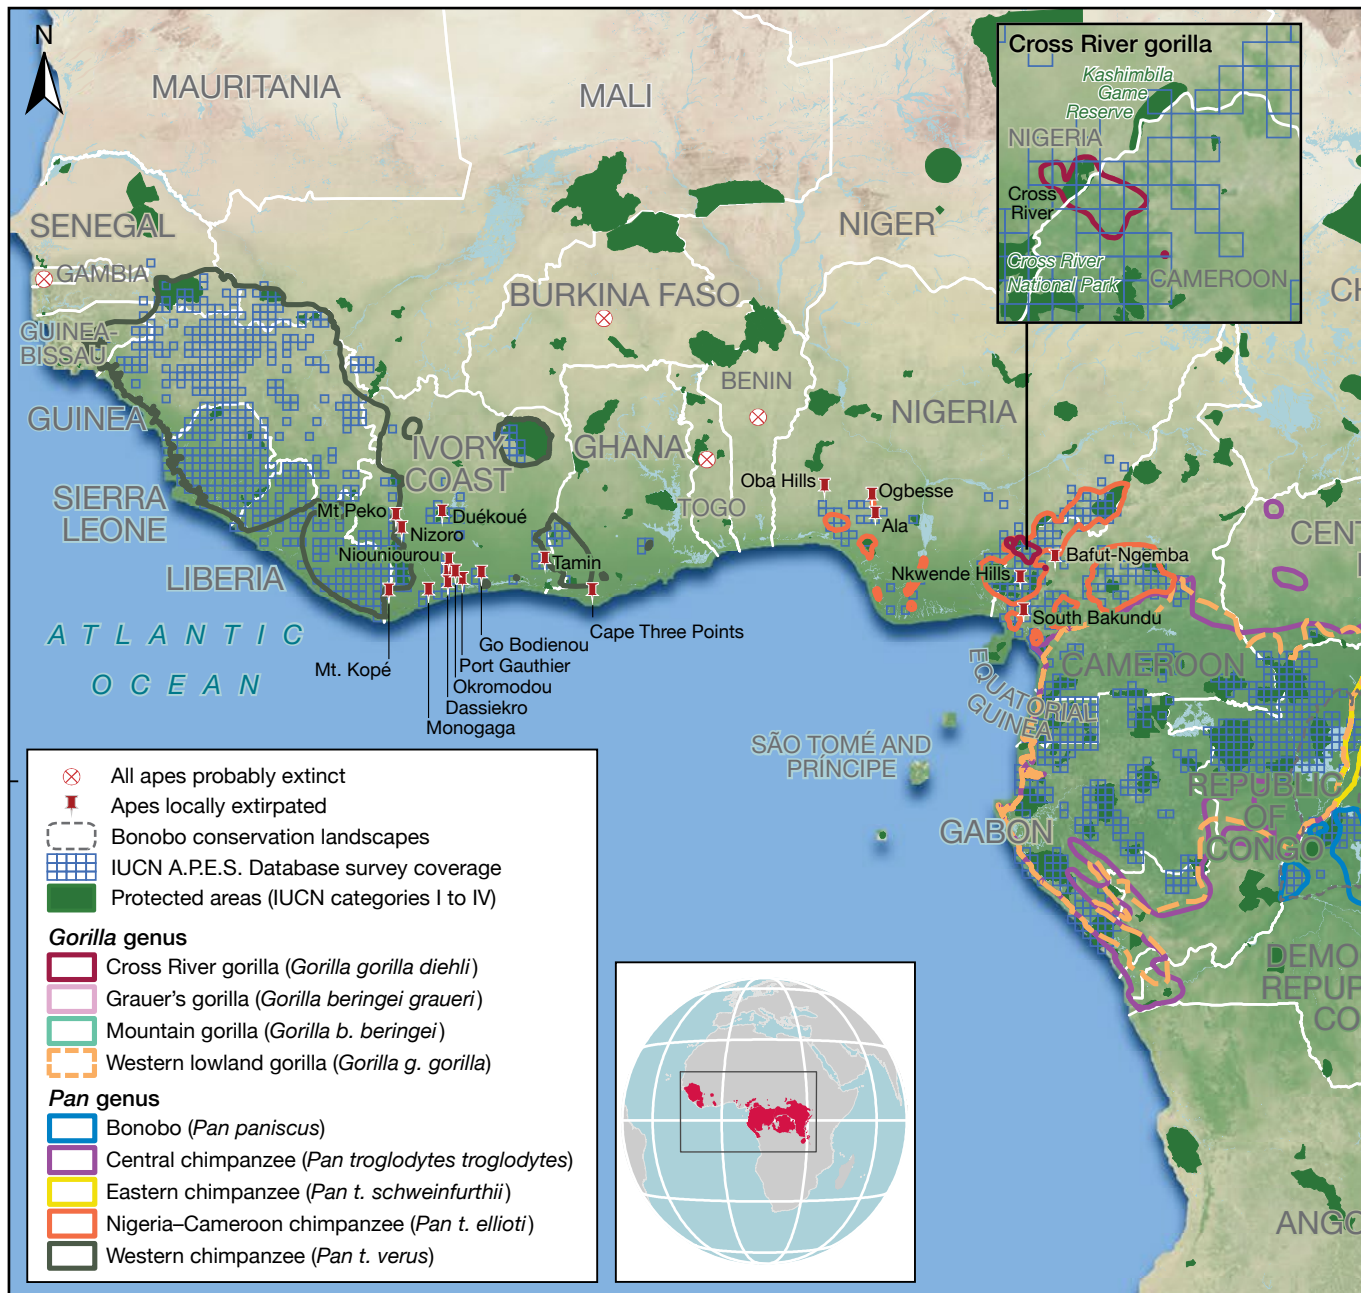 N
MAURITANIA
MALI
NIGER
SENEGAL
GAMBIA
GUINEA-
BISSAU
GUINEA
SIERRA
LEONE
LIBERIA
BURKINA FASO
BENIN
NIGERIA
IVORY
COAST
GHANA
TOGO
CH
CENT
CAMEROON
EQUATORIAL
GUINEA
SÃO TOMÉ AND
PRÍNCIPE
GABON
REPUBLIC
OF
CONGO
DEMO
REPUB
CO
ANGO
ATLANTIC
OCEAN
Cross River gorilla
Kashimbila
Game
Reserve
NIGERIA
Cross
River
Cross River
National Park
CAMEROON
Mt Peko
Nizoro
Duékoué
Niouniourou
Tamin
Oba Hills
Ogbesse
Ala
Bafut-Ngemba
Nkwende Hills
South Bakundu
Cape Three Points
Go Bodienou
Port Gauthier
Okromodou
Dassiekro
Monogaga
Mt. Kopé
All apes probably extinct
Apes locally extirpated
Bonobo conservation landscapes
IUCN A.P.E.S. Database survey coverage
Protected areas (IUCN categories I to IV)
Gorilla genus
Cross River gorilla (Gorilla gorilla diehli)
Grauer's gorilla (Gorilla beringei graueri)
Mountain gorilla (Gorilla b. beringei)
Western lowland gorilla (Gorilla g. gorilla)
Pan genus
Bonobo (Pan paniscus)
Central chimpanzee (Pan troglodytes troglodytes)
Eastern chimpanzee (Pan t. schweinfurthii)
Nigeria–Cameroon chimpanzee (Pan t. ellioti)
Western chimpanzee (Pan t. verus)